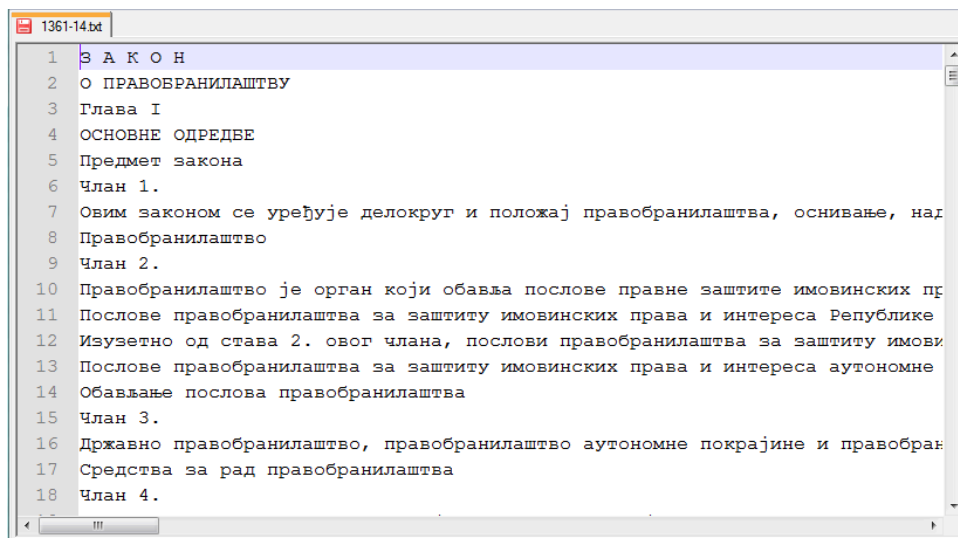 1361-14.txt
1 З А К О Н
2 О ПРАВОБРАНИЛАШТВУ
3 Глава I
4 ОСНОВНЕ ОДРЕДБЕ
5 Предмет закона
6 Члан 1.
7 Овим законом се уређује делокруг и положај правобранилаштва, оснивање, над
8 Правобранилаштво
9 Члан 2.
10 Правобранилаштво је орган који обавља послове правне заштите имовинских пр
11 Послове правобранилаштва за заштиту имовинских права и интереса Републике
12 Изузетно од става 2. овог члана, послови правобранилаштва за заштиту имови
13 Послове правобранилаштва за заштиту имовинских права и интереса аутономне
14 Обављање послова правобранилаштва
15 Члан 3.
16 Државно правобранилаштво, правобранилаштво аутономне покрајине и правобран
17 Средства за рад правобранилаштва
18 Члан 4.